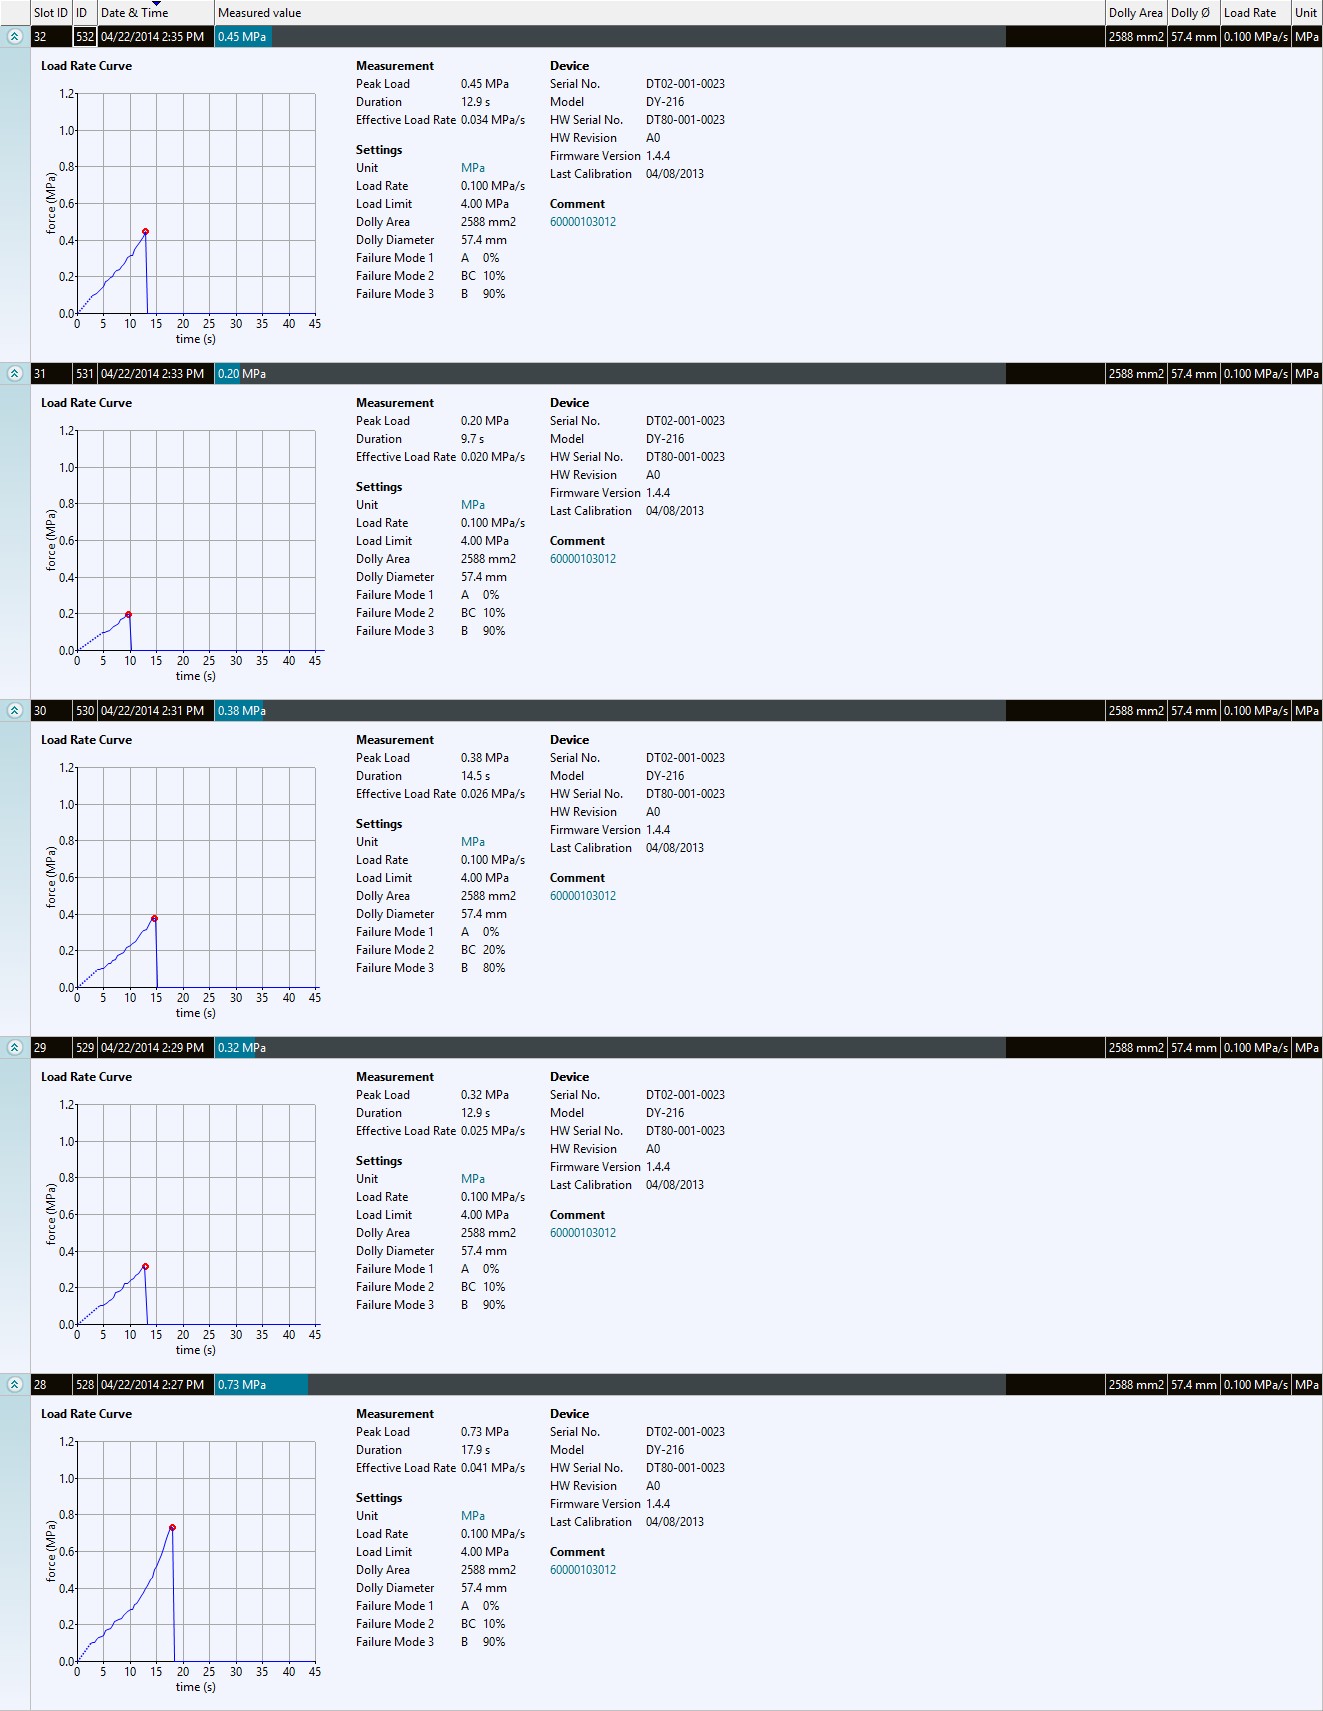 Slot ID ID Date & Time Measured value Dolly Area Dolly Ø Load Rate Unit
32 532 04/22/2014 2:35 PM 0.45 MPa 2588 mm2 57.4 mm 0.100 MPa/s MPa
Load Rate Curve
1.2
1.0
0.8
0.6
0.4
0.2
0.0
force (MPa)
0 5 10 15 20 25 30 35 40 45
time (s)
Measurement
Peak Load 0.45 MPa
Duration 12.9 s
Effective Load Rate 0.034 MPa/s
Settings
Unit MPa
Load Rate 0.100 MPa/s
Load Limit 4.00 MPa
Dolly Area 2588 mm2
Dolly Diameter 57.4 mm
Failure Mode 1 A 0%
Failure Mode 2 BC 10%
Failure Mode 3 B 90%
Device
Serial No. DT02-001-0023
Model DY-216
HW Serial No. DT80-001-0023
HW Revision A0
Firmware Version 1.4.4
Last Calibration 04/08/2013
Comment
60000103012
31 531 04/22/2014 2:33 PM 0.20 MPa 2588 mm2 57.4 mm 0.100 MPa/s MPa
Load Rate Curve
1.2
1.0
0.8
0.6
0.4
0.2
0.0
force (MPa)
0 5 10 15 20 25 30 35 40 45
time (s)
Measurement
Peak Load 0.20 MPa
Duration 9.7 s
Effective Load Rate 0.020 MPa/s
Settings
Unit MPa
Load Rate 0.100 MPa/s
Load Limit 4.00 MPa
Dolly Area 2588 mm2
Dolly Diameter 57.4 mm
Failure Mode 1 A 0%
Failure Mode 2 BC 10%
Failure Mode 3 B 90%
Device
Serial No. DT02-001-0023
Model DY-216
HW Serial No. DT80-001-0023
HW Revision A0
Firmware Version 1.4.4
Last Calibration 04/08/2013
Comment
60000103012
30 530 04/22/2014 2:31 PM 0.38 MPa 2588 mm2 57.4 mm 0.100 MPa/s MPa
Load Rate Curve
1.2
1.0
0.8
0.6
0.4
0.2
0.0
force (MPa)
0 5 10 15 20 25 30 35 40 45
time (s)
Measurement
Peak Load 0.38 MPa
Duration 14.5 s
Effective Load Rate 0.026 MPa/s
Settings
Unit MPa
Load Rate 0.100 MPa/s
Load Limit 4.00 MPa
Dolly Area 2588 mm2
Dolly Diameter 57.4 mm
Failure Mode 1 A 0%
Failure Mode 2 BC 20%
Failure Mode 3 B 80%
Device
Serial No. DT02-001-0023
Model DY-216
HW Serial No. DT80-001-0023
HW Revision A0
Firmware Version 1.4.4
Last Calibration 04/08/2013
Comment
60000103012
29 529 04/22/2014 2:29 PM 0.32 MPa 2588 mm2 57.4 mm 0.100 MPa/s MPa
Load Rate Curve
1.2
1.0
0.8
0.6
0.4
0.2
0.0
force (MPa)
0 5 10 15 20 25 30 35 40 45
time (s)
Measurement
Peak Load 0.32 MPa
Duration 12.9 s
Effective Load Rate 0.025 MPa/s
Settings
Unit MPa
Load Rate 0.100 MPa/s
Load Limit 4.00 MPa
Dolly Area 2588 mm2
Dolly Diameter 57.4 mm
Failure Mode 1 A 0%
Failure Mode 2 BC 10%
Failure Mode 3 B 90%
Device
Serial No. DT02-001-0023
Model DY-216
HW Serial No. DT80-001-0023
HW Revision A0
Firmware Version 1.4.4
Last Calibration 04/08/2013
Comment
60000103012
28 528 04/22/2014 2:27 PM 0.73 MPa 2588 mm2 57.4 mm 0.100 MPa/s MPa
Load Rate Curve
1.2
1.0
0.8
0.6
0.4
0.2
0.0
force (MPa)
0 5 10 15 20 25 30 35 40 45
time (s)
Measurement
Peak Load 0.73 MPa
Duration 17.9 s
Effective Load Rate 0.041 MPa/s
Settings
Unit MPa
Load Rate 0.100 MPa/s
Load Limit 4.00 MPa
Dolly Area 2588 mm2
Dolly Diameter 57.4 mm
Failure Mode 1 A 0%
Failure Mode 2 BC 10%
Failure Mode 3 B 90%
Device
Serial No. DT02-001-0023
Model DY-216
HW Serial No. DT80-001-0023
HW Revision A0
Firmware Version 1.4.4
Last Calibration 04/08/2013
Comment
60000103012